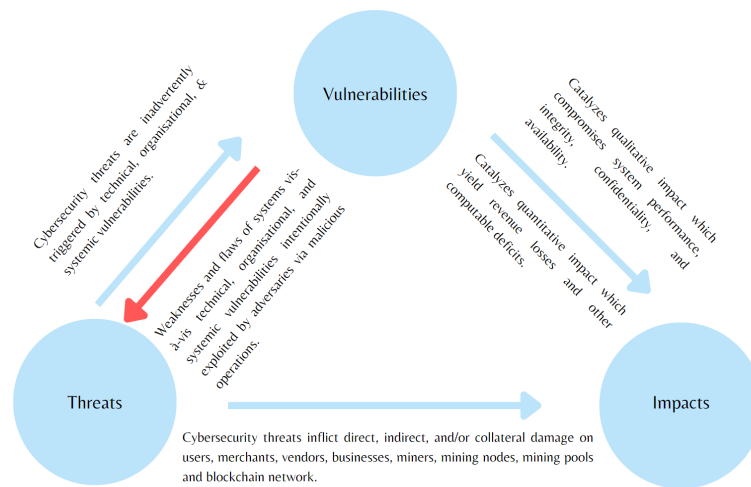 Vulnerabilities
Cybersecurity threats are inadvertently
triggered by technical, organisational, &
systemic vulnerabilities.
Weaknesses and flaws of systems vis-
à-vis technical, organisational, and
systemic vulnerabilities intentionally
exploited by adversaries via malicious
operations.
Catalyzes qualitative impact which
compromises system performance,
integrity, confidentiality, and
availability.
Catalyzes quantitative impact which
yield revenue losses and other
computable deficits.
Threats
Impacts
Cybersecurity threats inflict direct, indirect, and/or collateral damage on
users, merchants, vendors, businesses, miners, mining nodes, mining pools
and blockchain network.